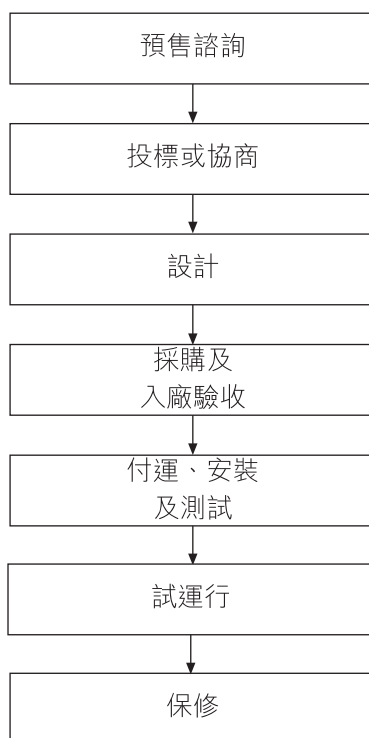 預售諮詢
投標或協商
設計
採購及
入廠驗收
付運、安裝
及測試
試運行
保修